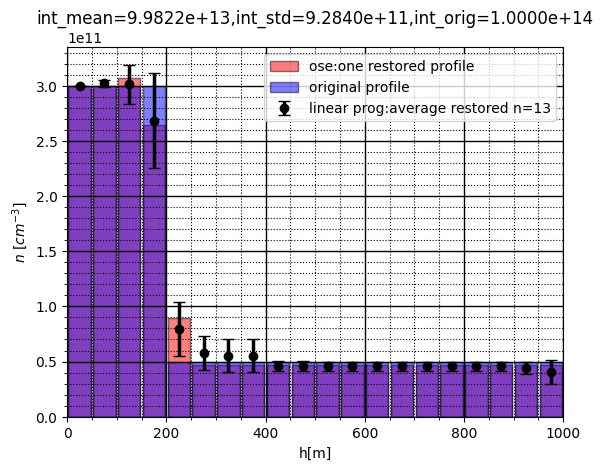 int_mean=9.9822e+13,int_std=9.2840e+11,int_orig=1.0000e+14
1e11
ose:one restored profile
original profile
linear prog:average restored n=13
3.0
2.5
2.0
1.5
1.0
0.5
0.0
n [cm⁻³]
0 200 400 600 800 1000
h[m]